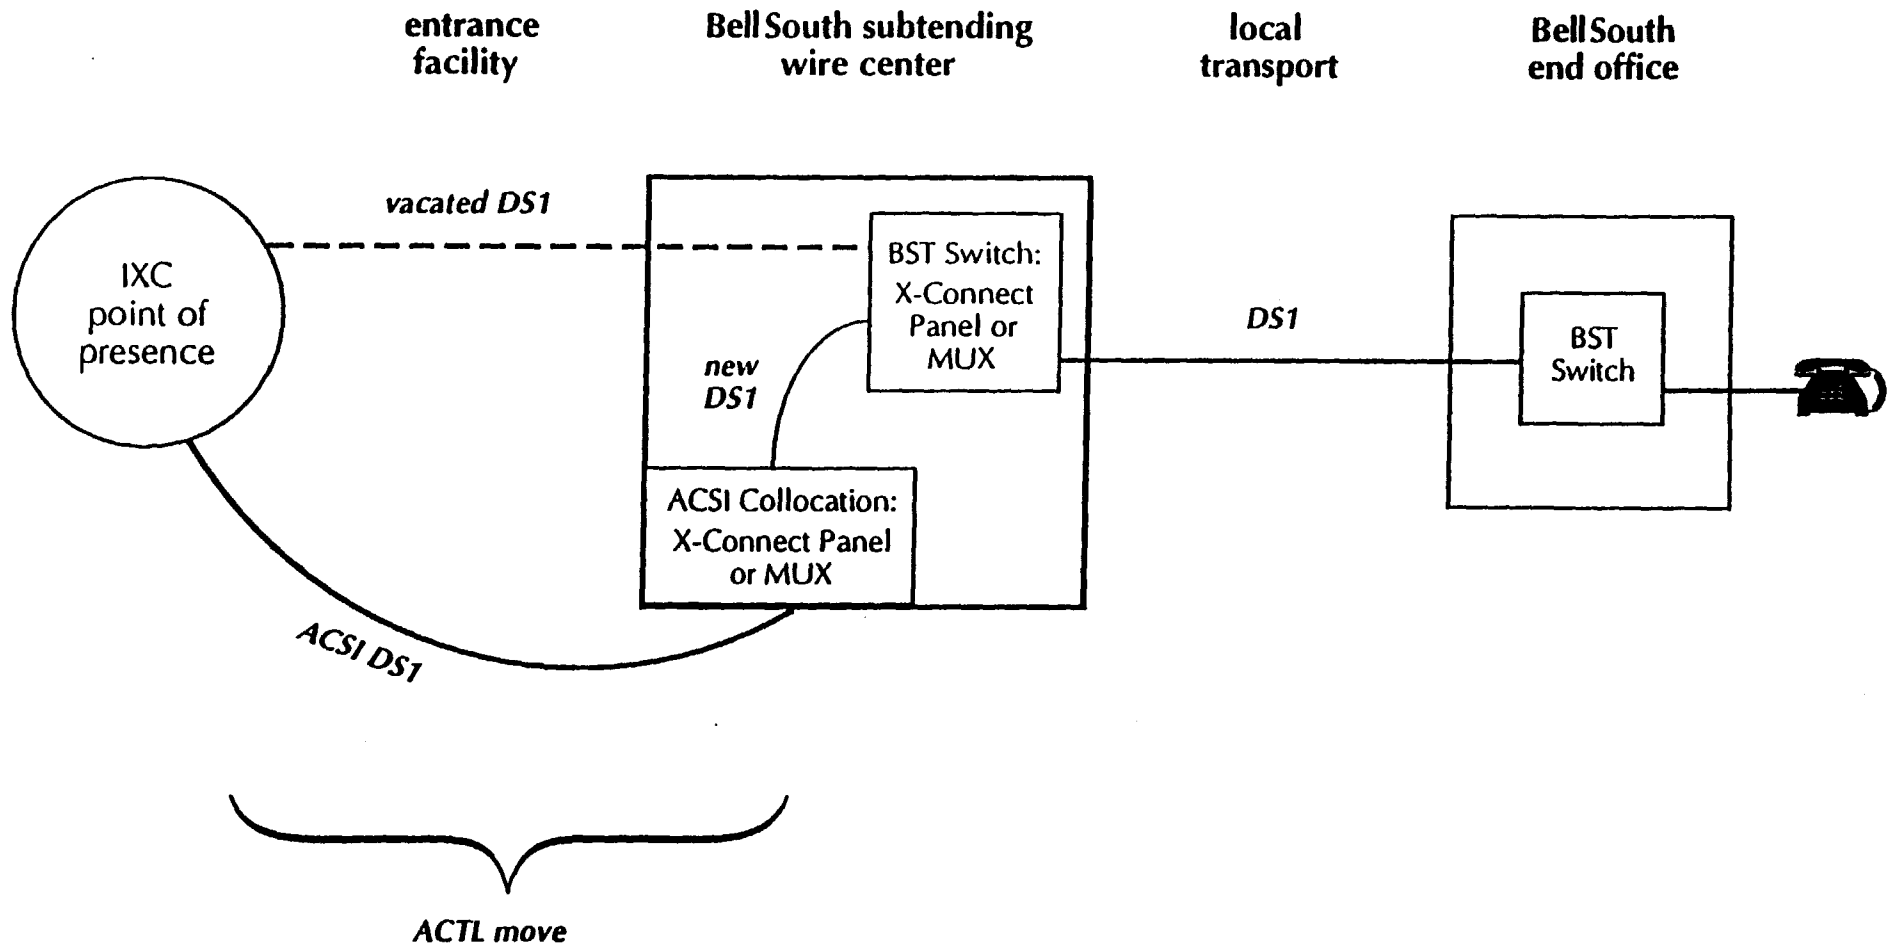 entrance
facility
BellSouth subtending
wire center
local
transport
BellSouth
end office
vacated DS1
IXC
point of
presence
BST Switch:
X-Connect
Panel or
MUX
new
DS1
DS1
BST
Switch
ACSI Collocation:
X-Connect Panel
or MUX
ACSI DS1
ACTL move